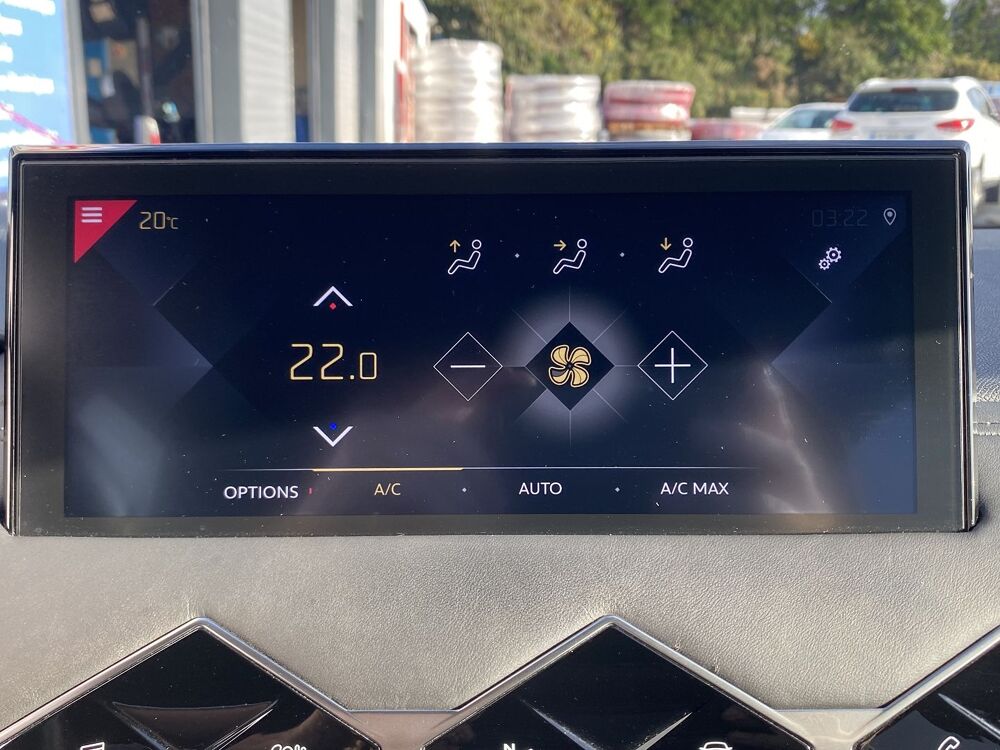 20°C
03:22
22.0
OPTIONS A/C AUTO A/C MAX
N